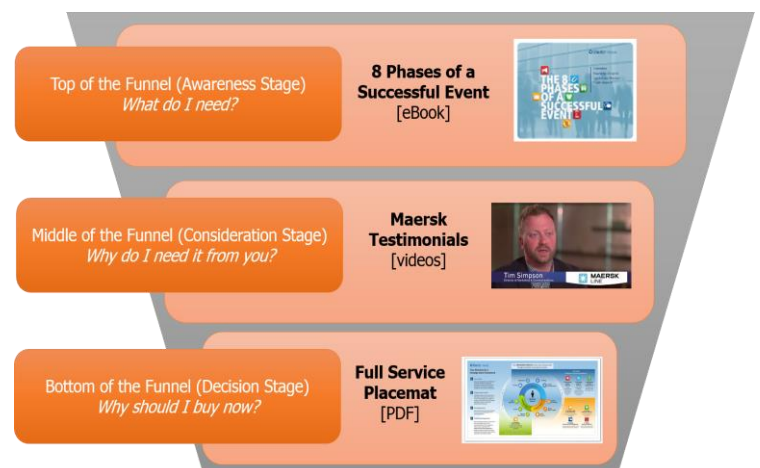 Top of the Funnel (Awareness Stage)
What do I need?
8 Phases of a
Successful Event
[eBook]
THE 8
PHASES
OF A
SUCCESSFUL
EVENT
Middle of the Funnel (Consideration Stage)
Why do I need it from you?
Maersk
Testimonials
[videos]
Tim Simpson
MAERSK
LINE
Bottom of the Funnel (Decision Stage)
Why should I buy now?
Full Service
Placemat
[PDF]